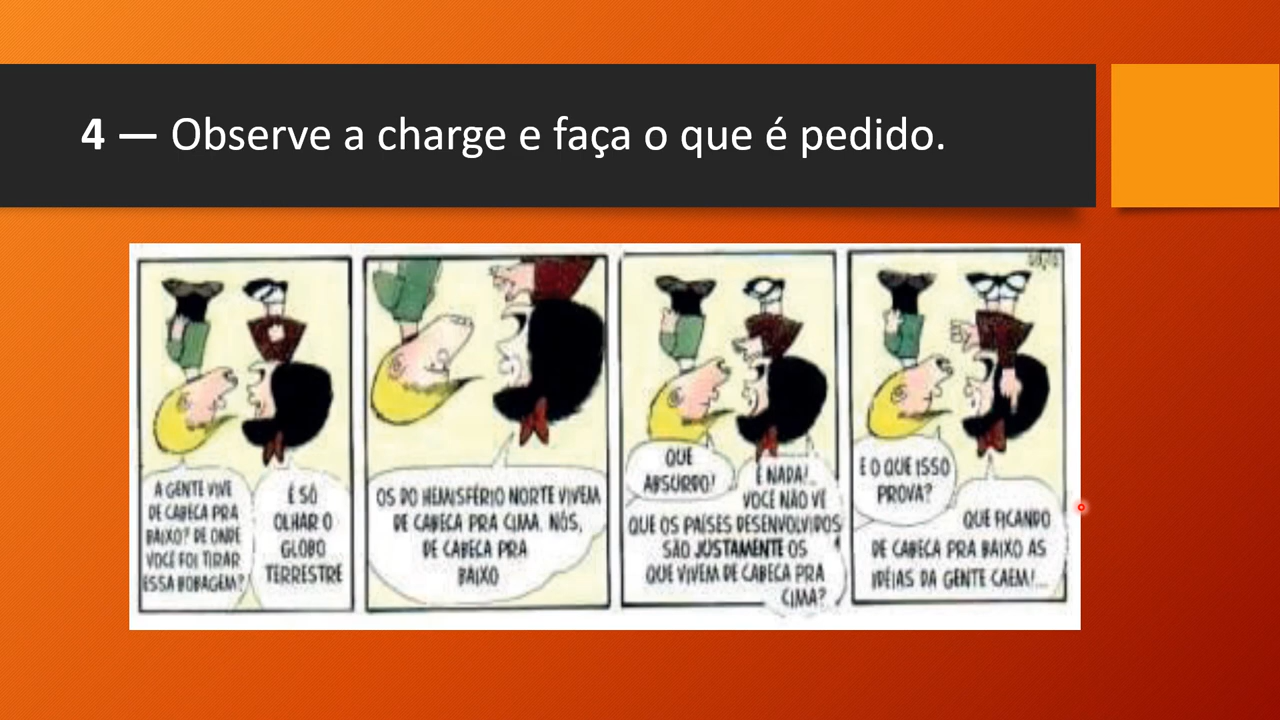 4 — Observe a charge e faça o que é pedido.
A GENTE VIVE
DE CABEÇA PRA
BAIXO? DE ONDE
VOCÊ FOI TIRAR
ESSA BOBAGEM?
É SÓ
OLHAR O
GLOBO
TERRESTRE
OS DO HEMISFÉRIO NORTE VIVEM
DE CABEÇA PRA CIMA. NÓS,
DE CABEÇA PRA
BAIXO
QUE
ABSURDO!
É NADA!
VOCÊ NÃO VÊ
QUE OS PAÍSES DESENVOLVIDOS
SÃO JUSTAMENTE OS
QUE VIVEM DE CABEÇA PRA
CIMA?
E O QUE ISSO
PROVA?
QUE FICANDO
DE CABEÇA PRA BAIXO AS
IDÉIAS DA GENTE CAEM!...